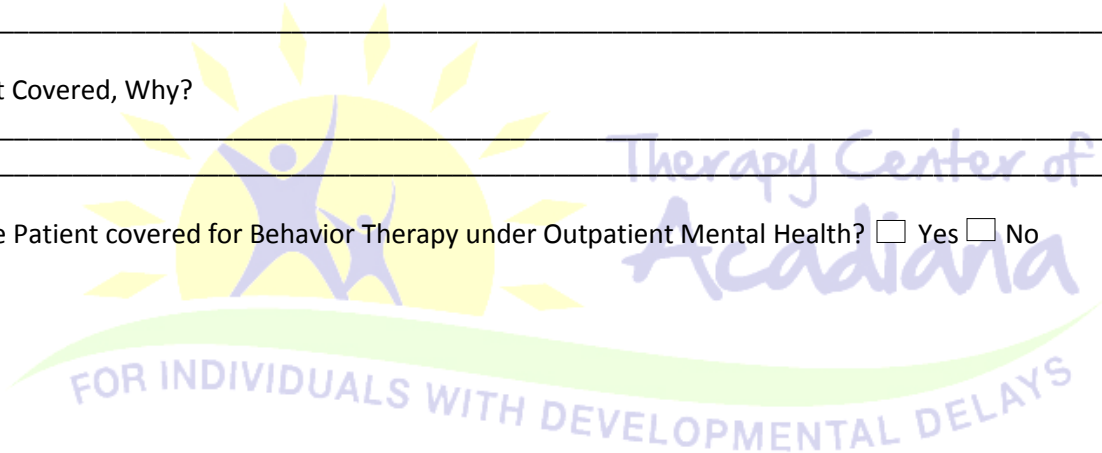 t Covered, Why?
Therapy Center of
e Patient covered for Behavior Therapy under Outpatient Mental Health? Yes No
Acadiana
FOR INDIVIDUALS WITH DEVELOPMENTAL DELAYS